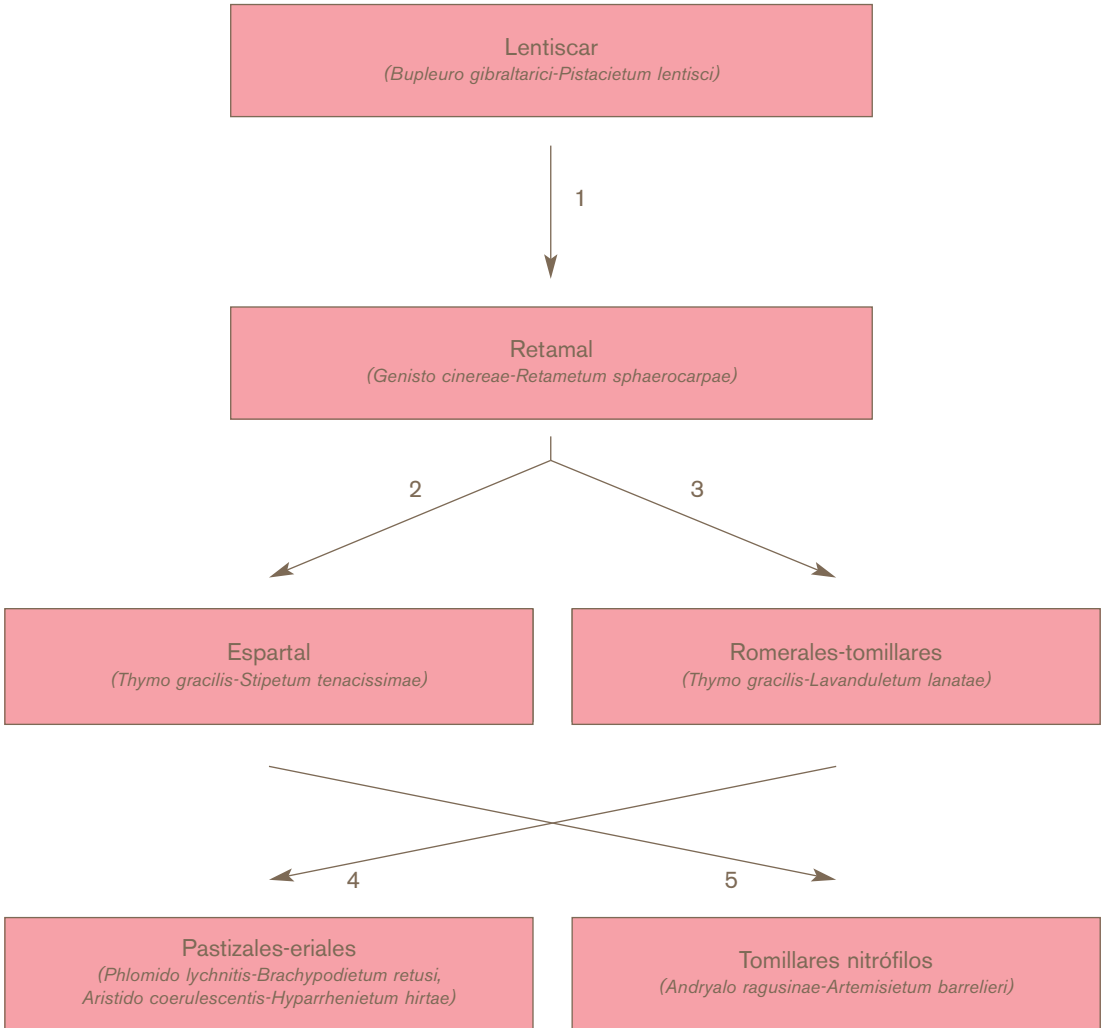 Lentiscar
(Bupleuro gibraltarici-Pistacietum lentisci)
1
Retamal
(Genisto cinereae-Retametum sphaerocarpae)
2
3
Espartal
(Thymo gracilis-Stipetum tenacissimae)
Romerales-tomillares
(Thymo gracilis-Lavanduletum lanatae)
4
5
Pastizales-eriales
(Phlomido lychnitis-Brachypodietum retusi,
Aristido coerulescentis-Hyparrhenietum hirtae)
Tomillares nitrófilos
(Andryalo ragusinae-Artemisietum barrelieri)